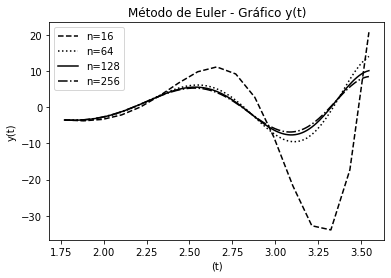 Método de Euler - Gráfico y(t)
n=16
n=64
n=128
n=256
20
10
0
−10
−20
−30
y(t)
1.75 2.00 2.25 2.50 2.75 3.00 3.25 3.50
(t)